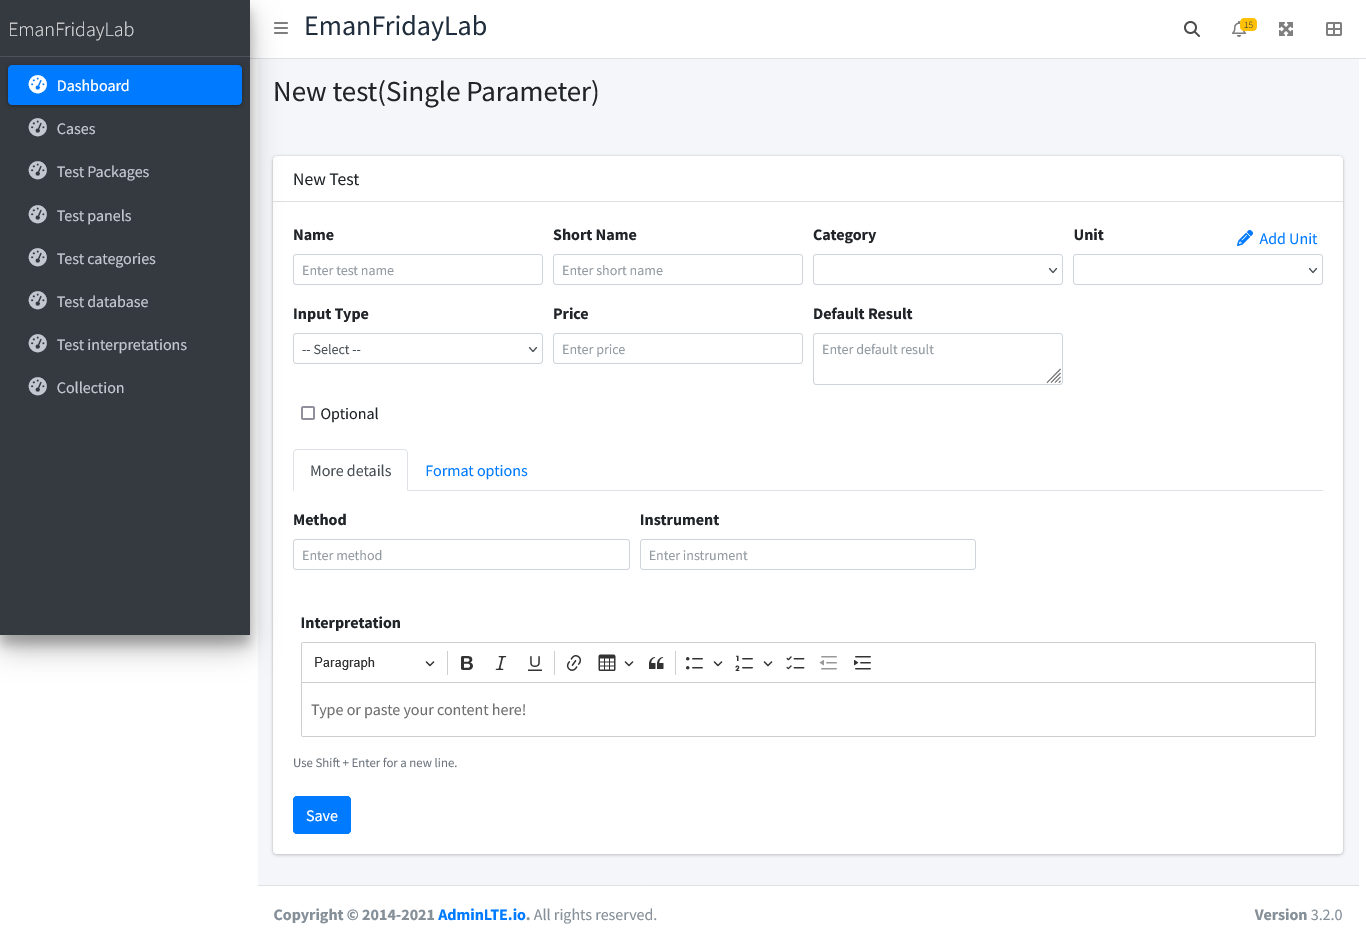 EmanFridayLab
Dashboard
Cases
Test Packages
Test panels
Test categories
Test database
Test interpretations
Collection
EmanFridayLab
15
New test(Single Parameter)
New Test
Name
Short Name
Category
Unit
Add Unit
Enter test name
Enter short name
Input Type
Price
Default Result
-- Select --
Enter price
Enter default result
Optional
More details
Format options
Method
Instrument
Enter method
Enter instrument
Interpretation
Paragraph
Type or paste your content here!
Use Shift + Enter for a new line.
Save
Copyright © 2014-2021 AdminLTE.io. All rights reserved.
Version 3.2.0